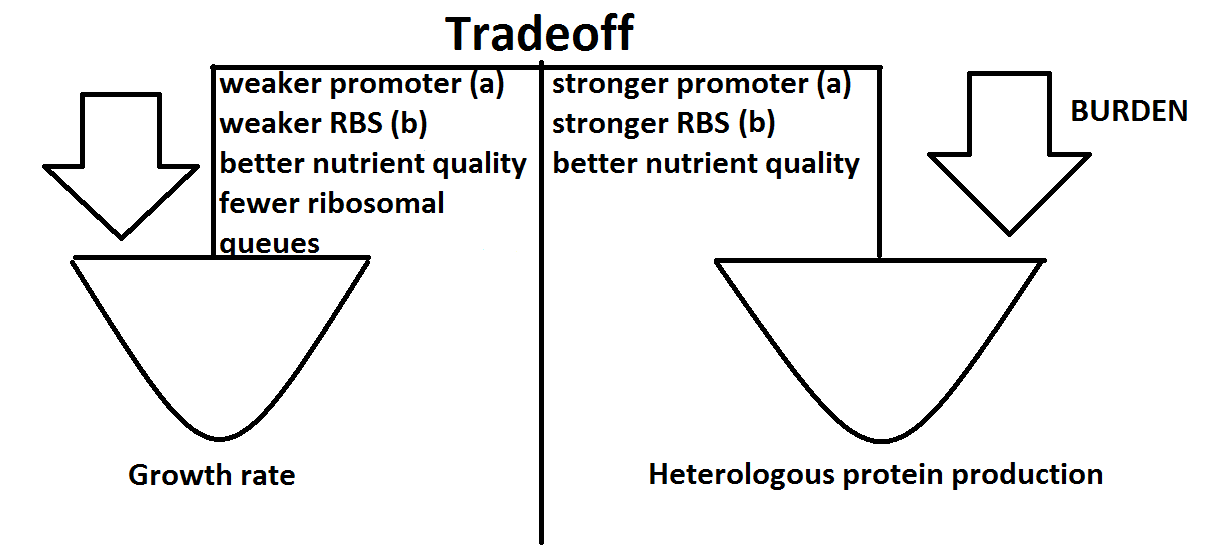 Tradeoff
weaker promoter (a)
weaker RBS (b)
better nutrient quality
fewer ribosomal
queues
stronger promoter (a)
stronger RBS (b)
better nutrient quality
BURDEN
Growth rate
Heterologous protein production